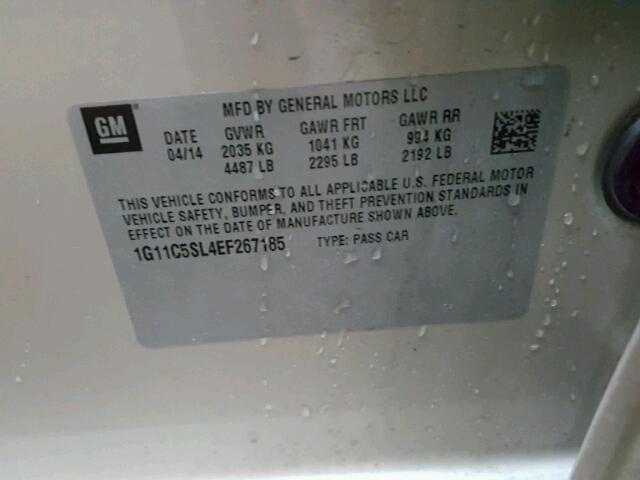 GM
MFD BY GENERAL MOTORS LLC
DATE GVWR GAWR FRT GAWR RR
04/14 2035 KG 1041 KG 994 KG
4487 LB 2295 LB 2192 LB
THIS VEHICLE CONFORMS TO ALL APPLICABLE U.S. FEDERAL MOTOR
VEHICLE SAFETY, BUMPER, AND THEFT PREVENTION STANDARDS IN
EFFECT ON THE DATE OF MANUFACTURE SHOWN ABOVE.
1G11C5SL4EF267185 TYPE: PASS CAR